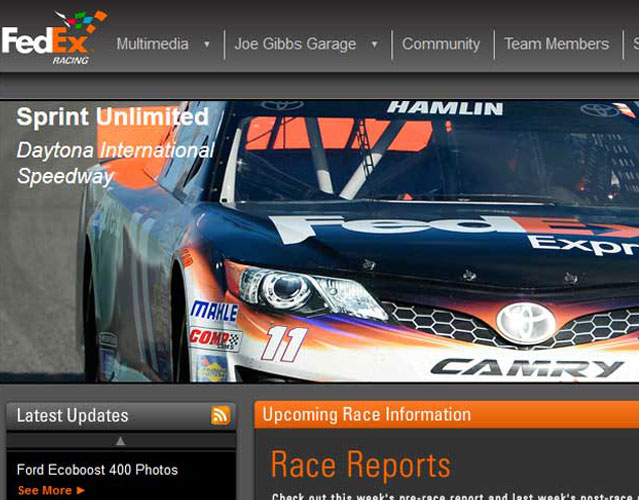 FedEx
RACING
Multimedia ▼
Joe Gibbs Garage ▼
Community
Team Members
S
Sprint Unlimited
Daytona International
Speedway
HAMLIN
FedEx
Expr
MAHLE
COMP
CAMS
11
CAMRY
Latest Updates
Ford Ecoboost 400 Photos
See More ►
Upcoming Race Information
Race Reports
Check out this week's pre-race report and last week's post-race